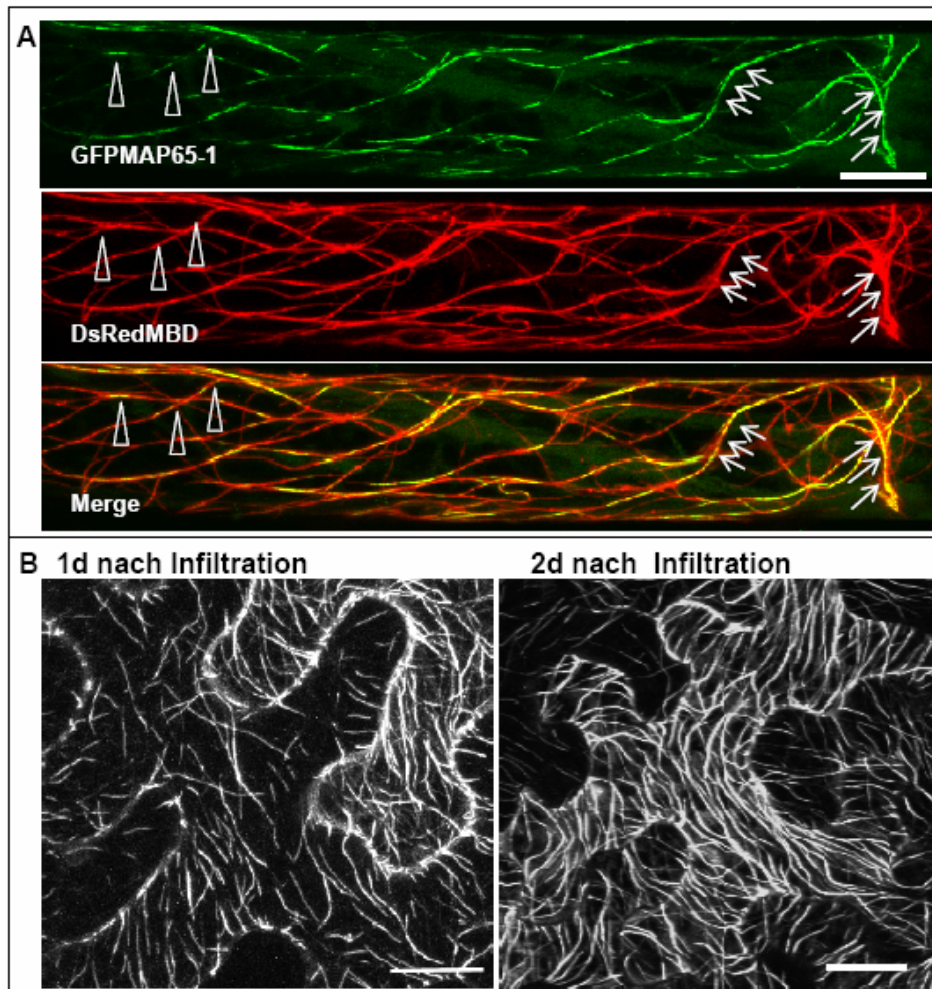 A
GFPMAP65-1
DsRedMBD
Merge
B 1d nach Infiltration
2d nach Infiltration